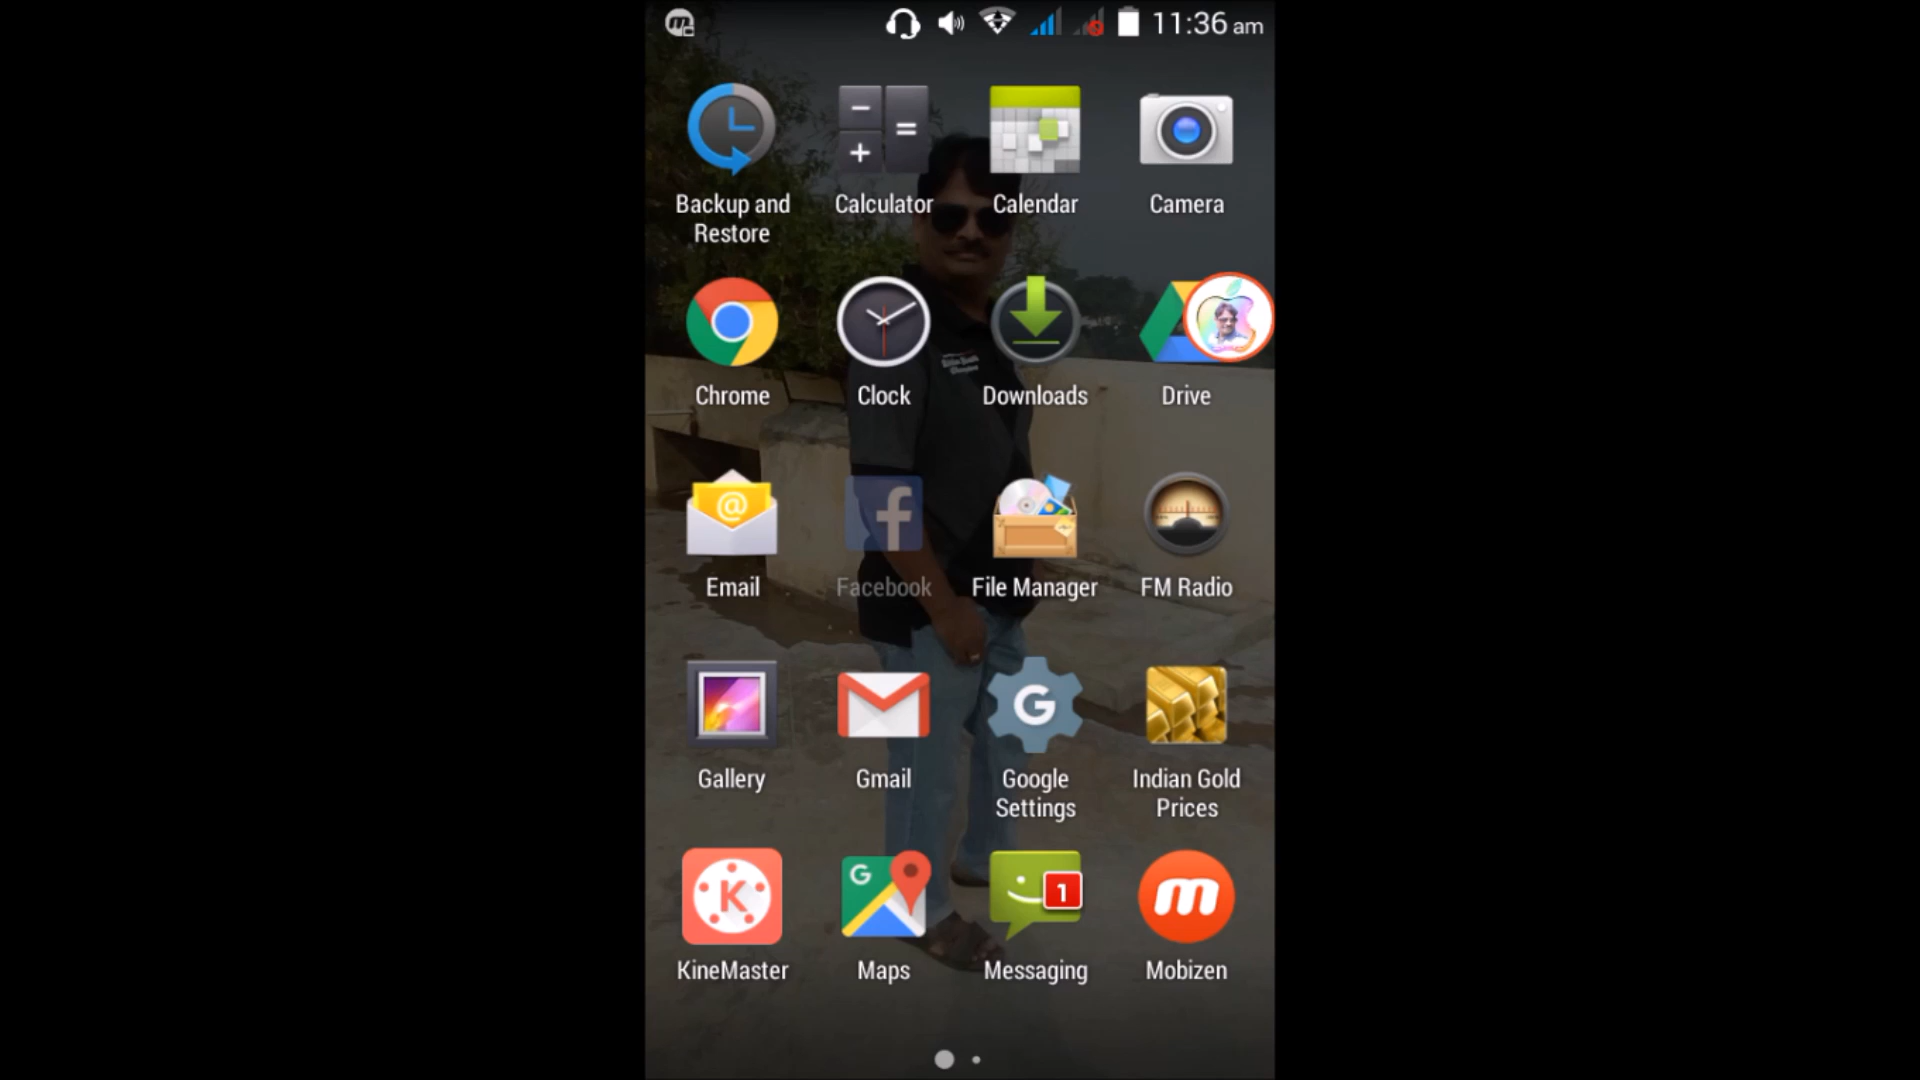 11:36 am
Backup and
Restore
Calculator
Calendar
Camera
Chrome
Clock
Downloads
Drive
Email
Facebook
File Manager
FM Radio
Gallery
Gmail
Google
Settings
Indian Gold
Prices
1
KineMaster
Maps
Messaging
Mobizen